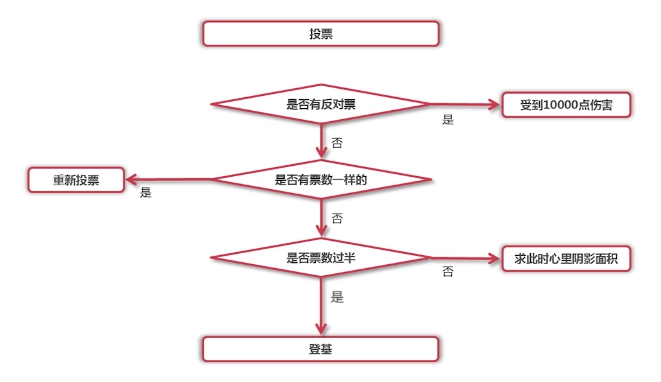 投票
是否有反对票
受到10000点伤害
是
否
重新投票
是否有票数一样的
是
否
是否票数过半
求此时心里阴影面积
否
是
登基